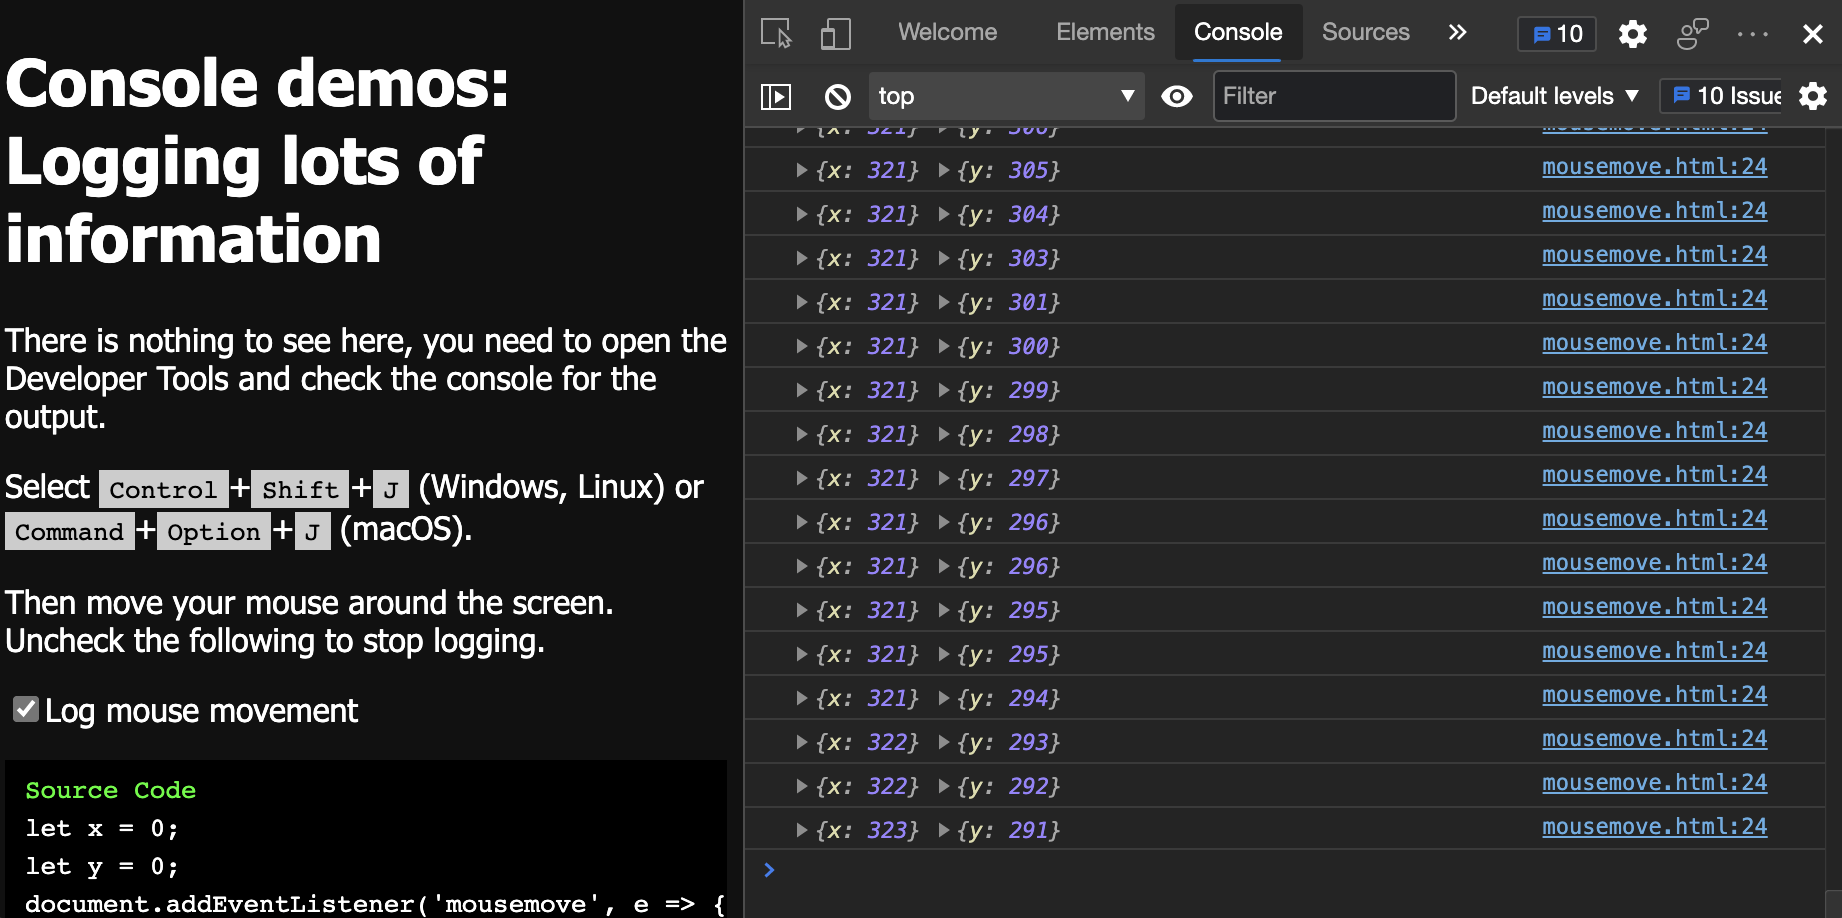 Console demos:
Logging lots of
information
There is nothing to see here, you need to open the
Developer Tools and check the console for the
output.
Select Control+Shift+J (Windows, Linux) or
Command+Option+J (macOS).
Then move your mouse around the screen.
Uncheck the following to stop logging.
Log mouse movement
Source Code
let x = 0;
let y = 0;
document.addEventListener('mousemove', e => {
Welcome Elements Console Sources 10
top Filter Default levels 10 Issue
{x: 321} {y: 306} mousemove.html:24
{x: 321} {y: 305} mousemove.html:24
{x: 321} {y: 304} mousemove.html:24
{x: 321} {y: 303} mousemove.html:24
{x: 321} {y: 301} mousemove.html:24
{x: 321} {y: 300} mousemove.html:24
{x: 321} {y: 299} mousemove.html:24
{x: 321} {y: 298} mousemove.html:24
{x: 321} {y: 297} mousemove.html:24
{x: 321} {y: 296} mousemove.html:24
{x: 321} {y: 296} mousemove.html:24
{x: 321} {y: 295} mousemove.html:24
{x: 321} {y: 295} mousemove.html:24
{x: 321} {y: 294} mousemove.html:24
{x: 322} {y: 293} mousemove.html:24
{x: 322} {y: 292} mousemove.html:24
{x: 323} {y: 291} mousemove.html:24